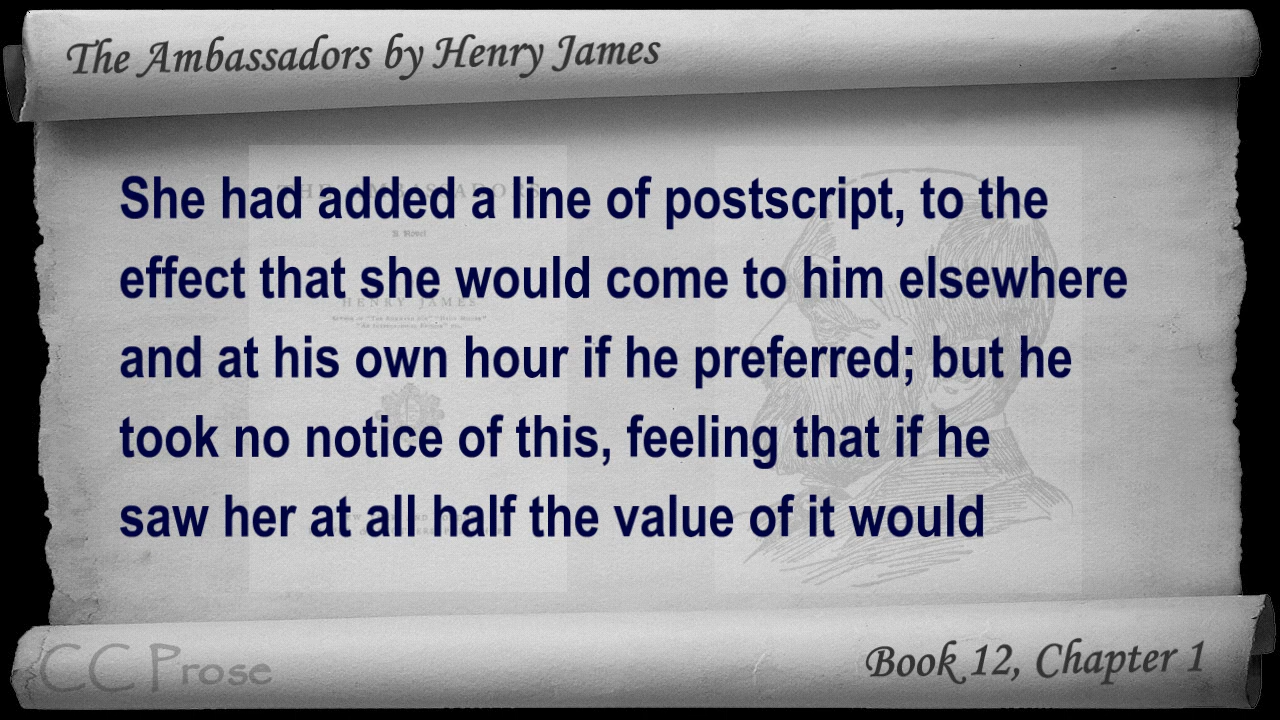 The Ambassadors by Henry James
She had added a line of postscript, to the
effect that she would come to him elsewhere
and at his own hour if he preferred; but he
took no notice of this, feeling that if he
saw her at all half the value of it would
CC Prose
Book 12, Chapter 1